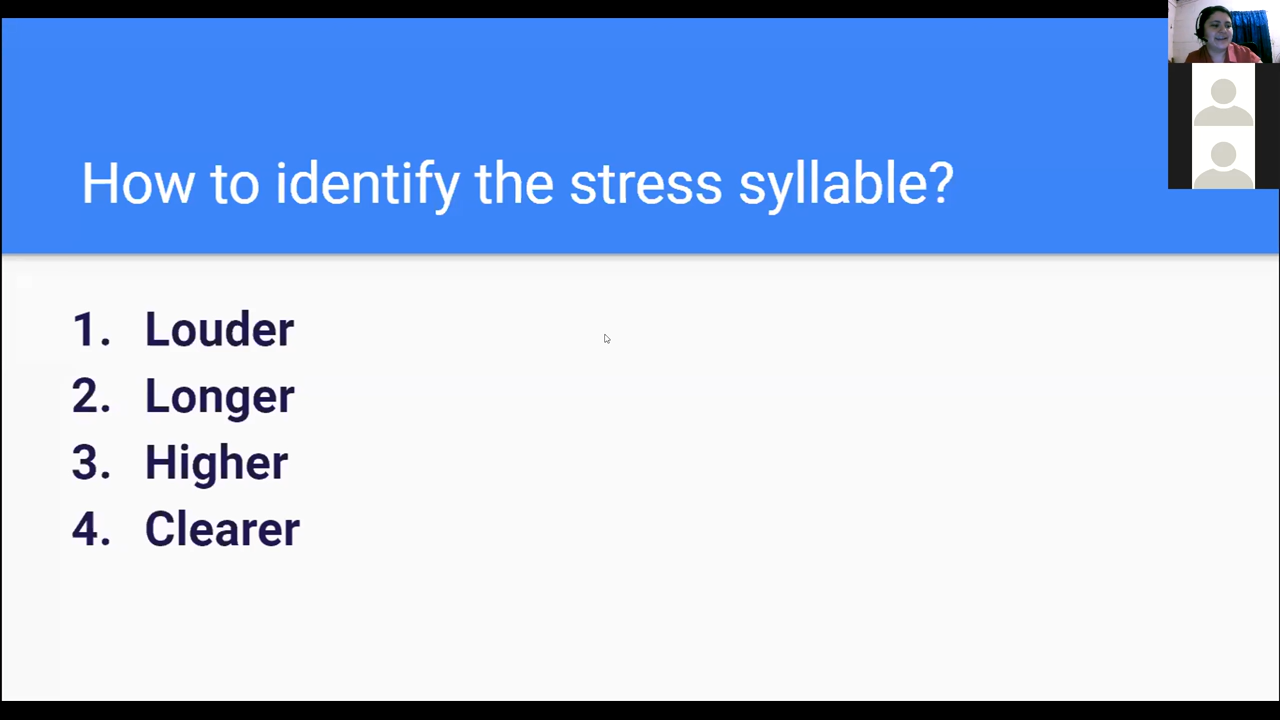 How to identify the stress syllable?
1. Louder
2. Longer
3. Higher
4. Clearer